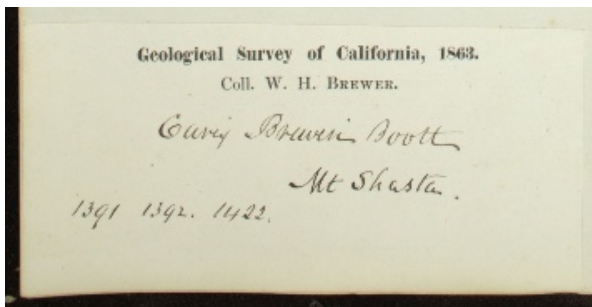 Geological Survey of California, 1863.
Coll. W. H. Brewer.
Carex Breweri Boott
Mt Shasta.
1391 1392. 1422.